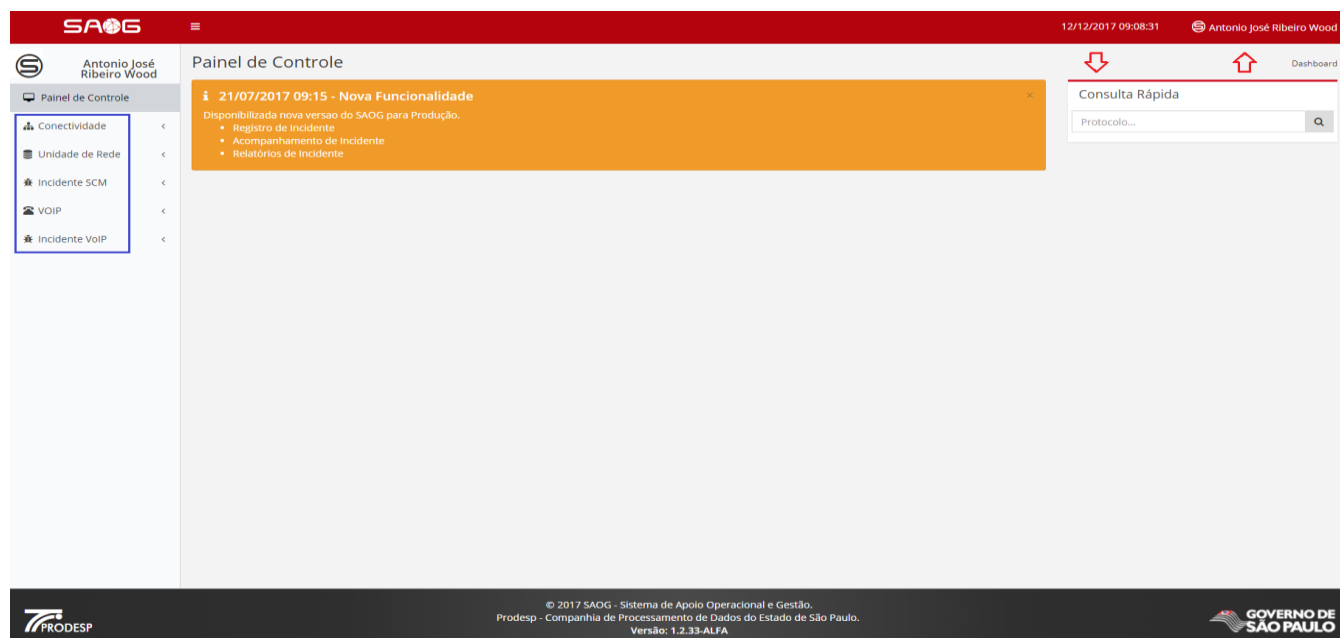 SAOG
12/12/2017 09:08:31
Antonio José Ribeiro Wood
Antonio José
Ribeiro Wood
Painel de Controle
Conectividade
Unidade de Rede
Incidente SCM
VOIP
Incidente VoIP
Painel de Controle
Dashboard
21/07/2017 09:15 - Nova Funcionalidade
×
Disponibilizada nova versao do SAOG para Produção.
• Registro de Incidente
• Acompanhamento de Incidente
• Relatórios de Incidente
Consulta Rápida
Protocolo...
PRODESP
© 2017 SAOG - Sistema de Apoio Operacional e Gestão.
Prodesp - Companhia de Processamento de Dados do Estado de São Paulo.
Versão: 1.2.33-ALFA
GOVERNO DE
SÃO PAULO